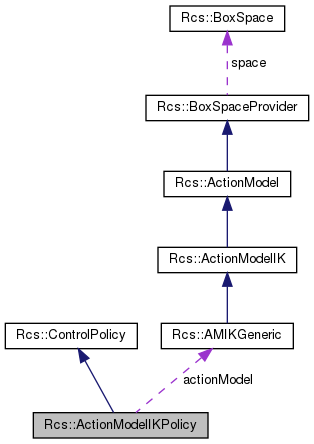 Rcs::BoxSpace
space
Rcs::BoxSpaceProvider
Rcs::ActionModel
Rcs::ActionModelIK
Rcs::ControlPolicy
Rcs::AMIKGeneric
actionModel
Rcs::ActionModelIKPolicy